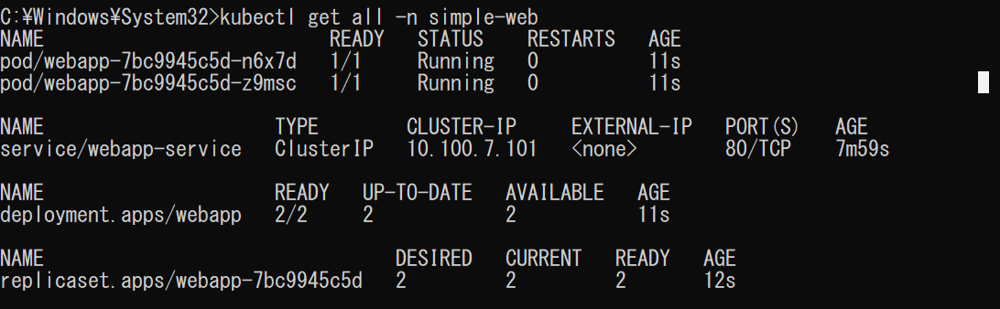 C:¥Windows¥System32>kubectl get all -n simple-web
NAME                          READY   STATUS    RESTARTS   AGE
pod/webapp-7bc9945c5d-n6x7d   1/1     Running   0          11s
pod/webapp-7bc9945c5d-z9msc   1/1     Running   0          11s

NAME                     TYPE        CLUSTER-IP     EXTERNAL-IP   PORT(S)   AGE
service/webapp-service   ClusterIP   10.100.7.101   <none>        80/TCP    7m59s

NAME                     READY   UP-TO-DATE   AVAILABLE   AGE
deployment.apps/webapp   2/2     2            2           11s

NAME                                DESIRED   CURRENT   READY   AGE
replicaset.apps/webapp-7bc9945c5d   2         2         2       12s